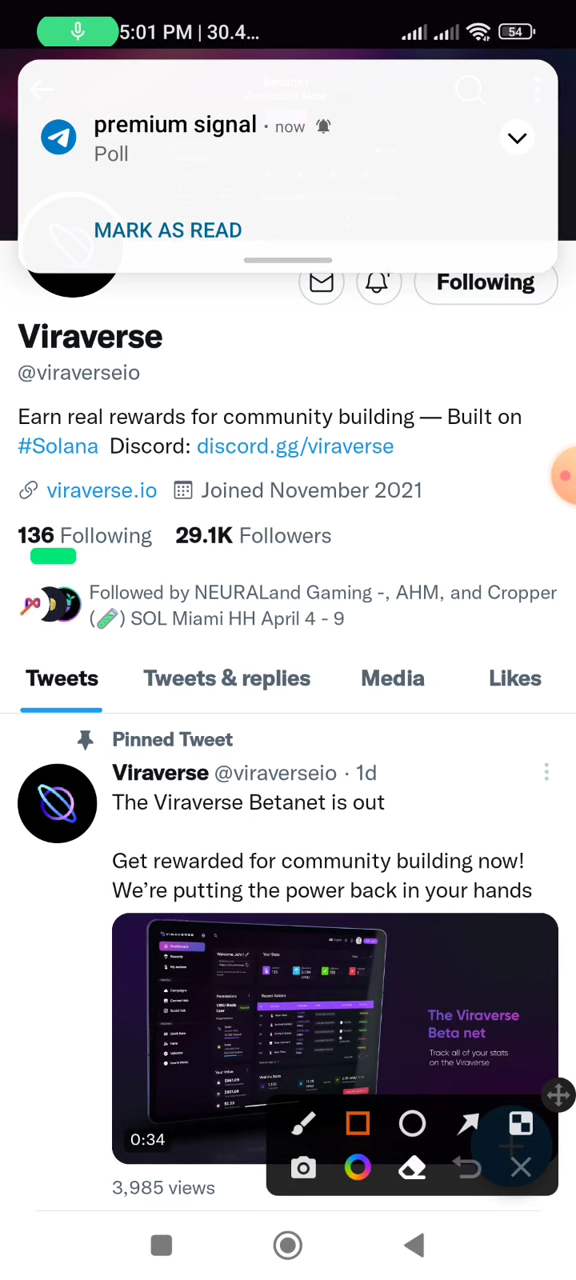 5:01 PM | 30.4...
54
premium signal · now
Poll
MARK AS READ
Following
Viraverse
@viraverseio
Earn real rewards for community building — Built on
#Solana Discord: discord.gg/viraverse
viraverse.io Joined November 2021
136 Following 29.1K Followers
Followed by NEURALand Gaming -, AHM, and Cropper
(🧪) SOL Miami HH April 4 - 9
Tweets Tweets & replies Media Likes
Pinned Tweet
Viraverse @viraverseio · 1d
The Viraverse Betanet is out
Get rewarded for community building now!
We’re putting the power back in your hands
VIRAVERSE
The Viraverse
Beta net
Track all of your stats
on the Viraverse
0:34
3,985 views